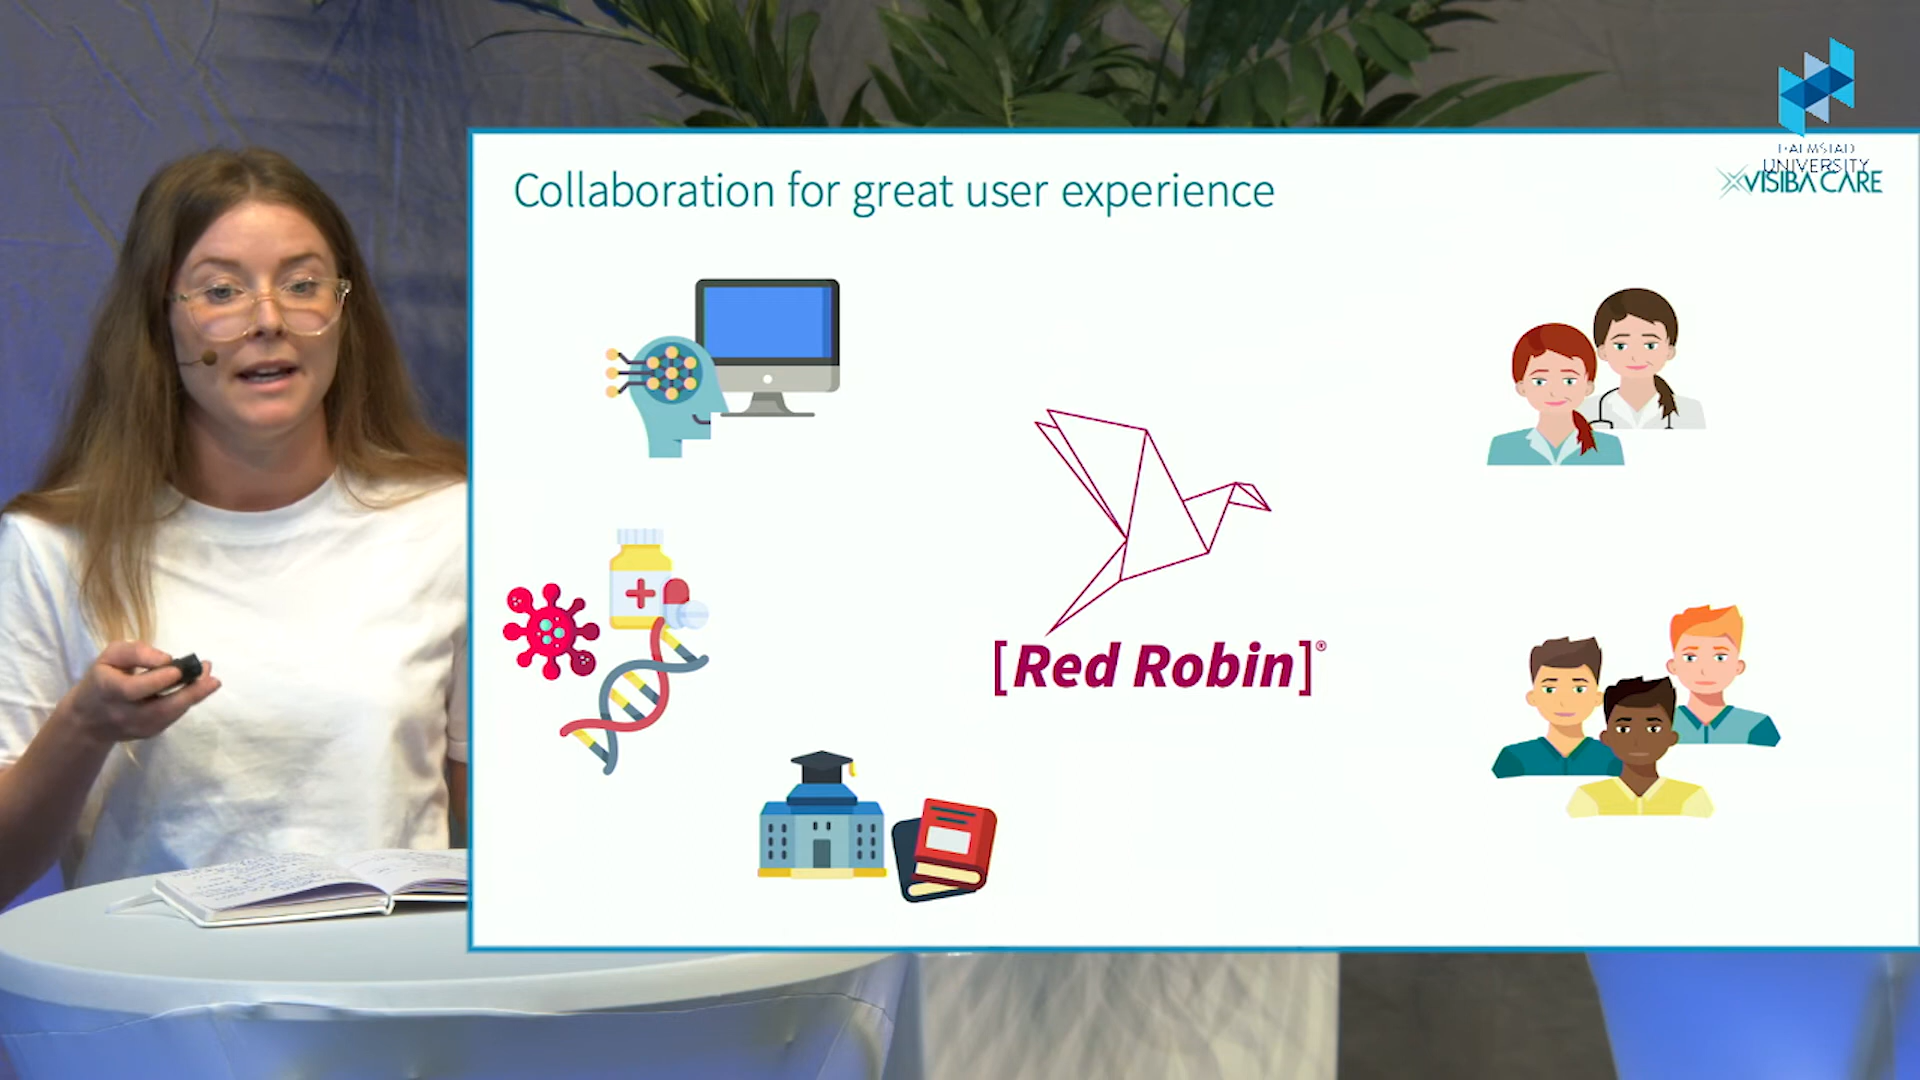 Collaboration for great user experience
HALMSTAD
UNIVERSITY
VISIBA CARE
[Red Robin]®